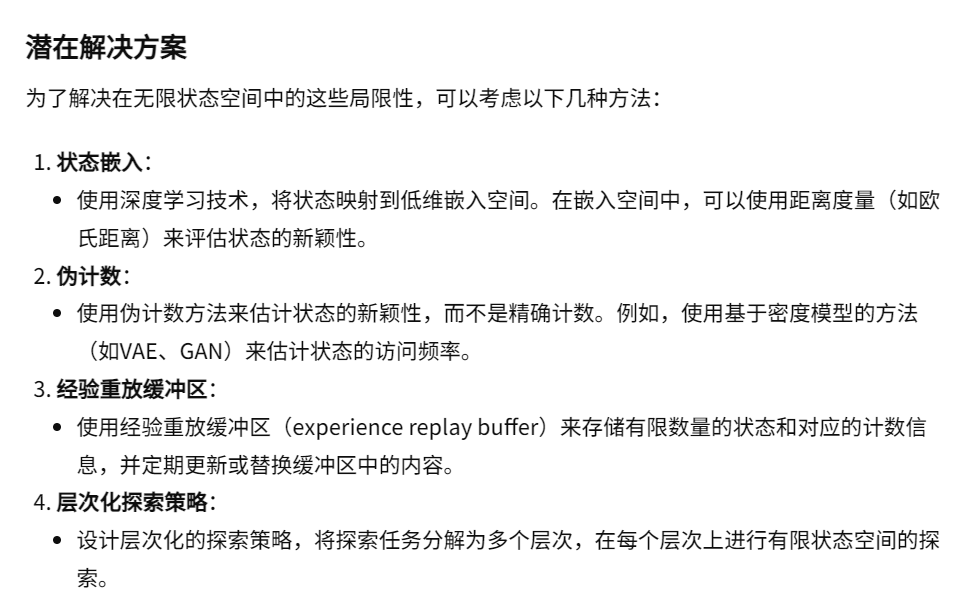 潜在解决方案
为了解决在无限状态空间中的这些局限性，可以考虑以下几种方法：
1. 状态嵌入：
• 使用深度学习技术，将状态映射到低维嵌入空间。在嵌入空间中，可以使用距离度量（如欧
氏距离）来评估状态的新颖性。
2. 伪计数：
• 使用伪计数方法来估计状态的新颖性，而不是精确计数。例如，使用基于密度模型的方法
（如VAE、GAN）来估计状态的访问频率。
3. 经验重放缓冲区：
• 使用经验重放缓冲区（experience replay buffer）来存储有限数量的状态和对应的计数信
息，并定期更新或替换缓冲区中的内容。
4. 层次化探索策略：
• 设计层次化的探索策略，将探索任务分解为多个层次，在每个层次上进行有限状态空间的探
索。